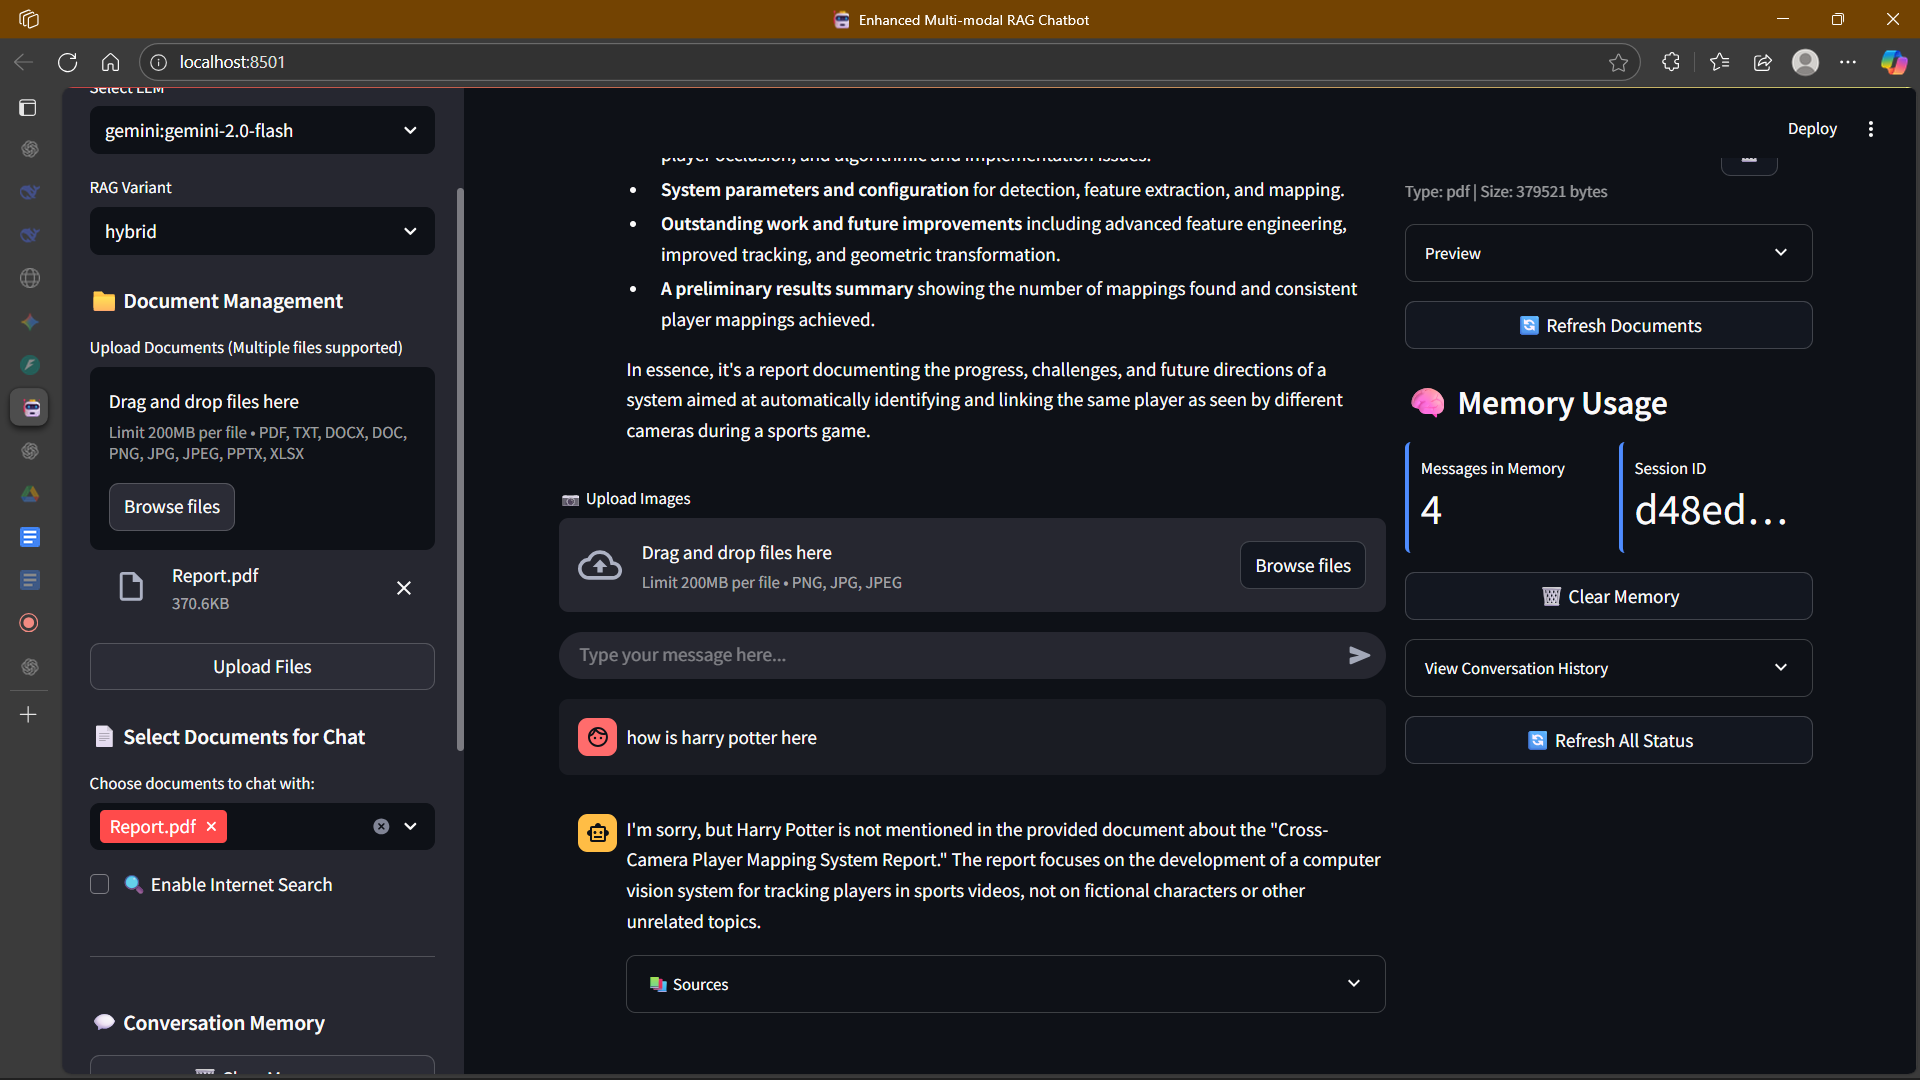 Enhanced Multi-modal RAG Chatbot
localhost:8501
Select LLM
gemini:gemini-2.0-flash
RAG Variant
hybrid
Document Management
Upload Documents (Multiple files supported)
Drag and drop files here
Limit 200MB per file • PDF, TXT, DOCX, DOC,
PNG, JPG, JPEG, PPTX, XLSX
Browse files
Report.pdf
370.6KB
Upload Files
Select Documents for Chat
Choose documents to chat with:
Report.pdf
Enable Internet Search
Conversation Memory
player occlusion, and algorithmic and implementation issues.
• System parameters and configuration for detection, feature extraction, and mapping.
• Outstanding work and future improvements including advanced feature engineering,
improved tracking, and geometric transformation.
• A preliminary results summary showing the number of mappings found and consistent
player mappings achieved.
In essence, it's a report documenting the progress, challenges, and future directions of a
system aimed at automatically identifying and linking the same player as seen by different
cameras during a sports game.
Upload Images
Drag and drop files here
Limit 200MB per file • PNG, JPG, JPEG
Browse files
Type your message here...
how is harry potter here
I'm sorry, but Harry Potter is not mentioned in the provided document about the "Cross-
Camera Player Mapping System Report." The report focuses on the development of a computer
vision system for tracking players in sports videos, not on fictional characters or other
unrelated topics.
Sources
Deploy
Type: pdf | Size: 379521 bytes
Preview
Refresh Documents
Memory Usage
Messages in Memory
4
Session ID
d48ed...
Clear Memory
View Conversation History
Refresh All Status